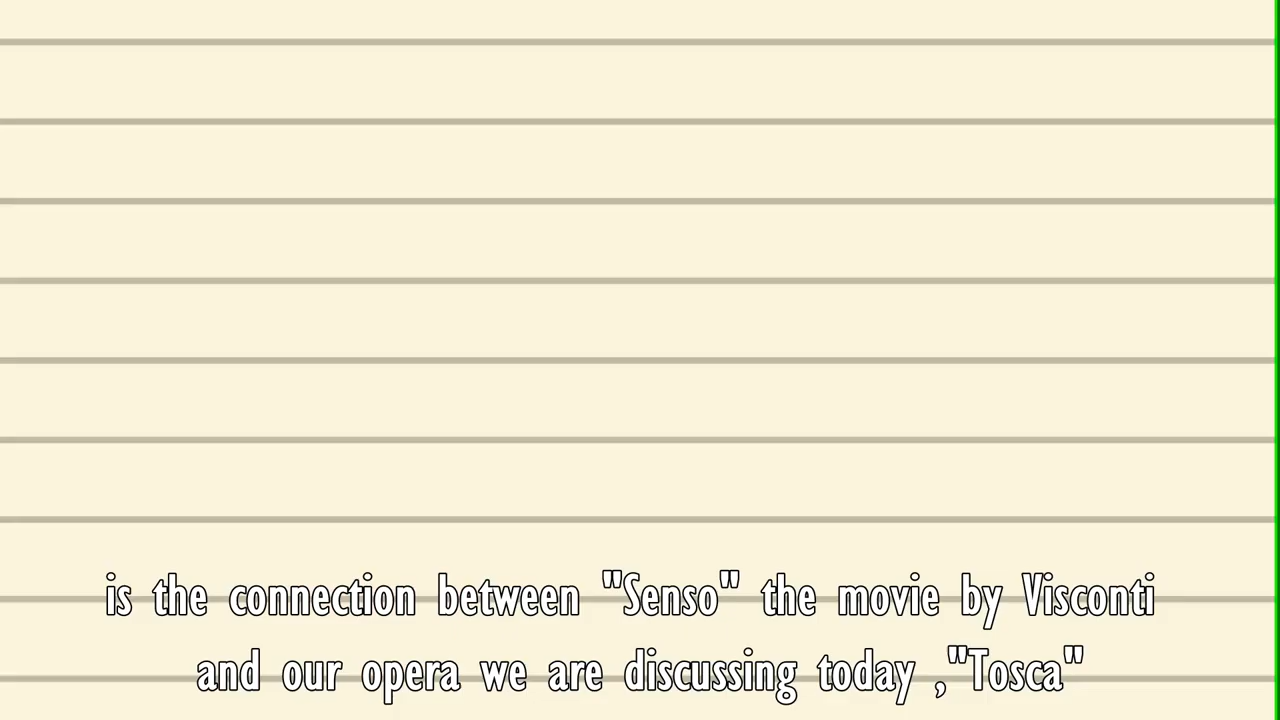 is the connection between "Senso" the movie by Visconti
and our opera we are discussing today ,"Tosca"